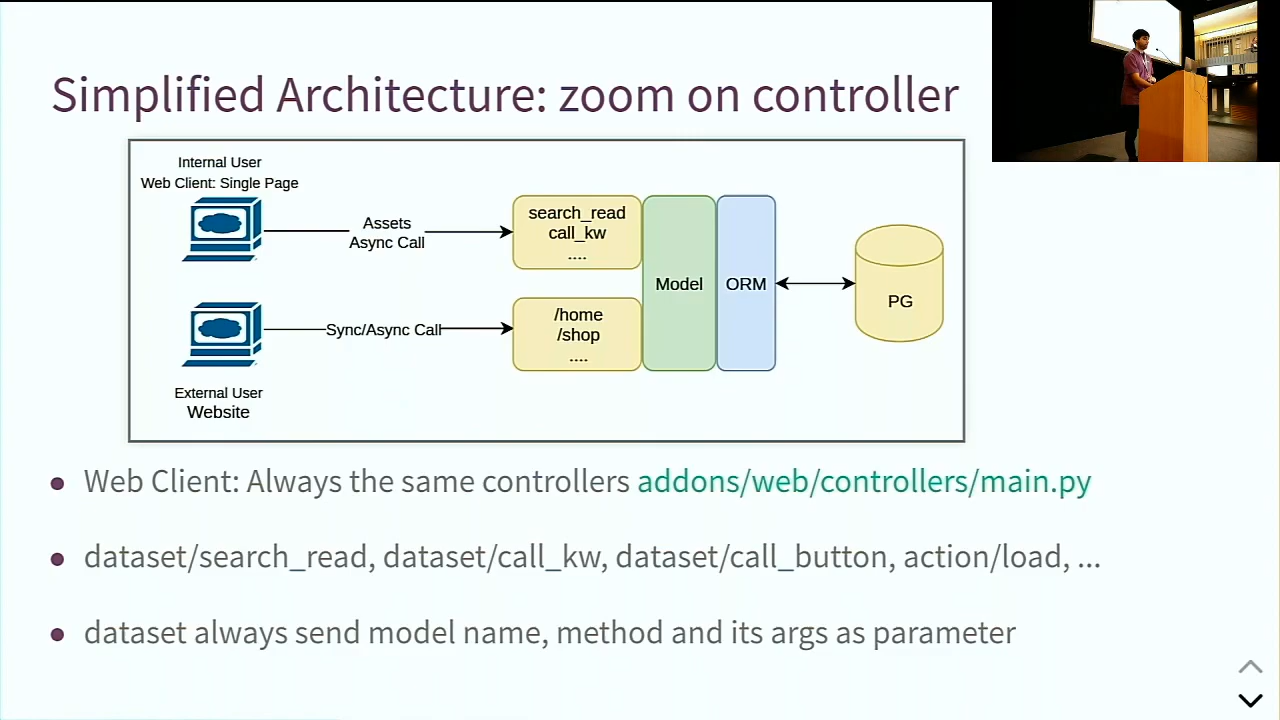 Simplified Architecture: zoom on controller
Internal User
Web Client: Single Page
Assets
Async Call
search_read
call_kw
....
Model
ORM
PG
Sync/Async Call
/home
/shop
....
External User
Website
Web Client: Always the same controllers addons/web/controllers/main.py
dataset/search_read, dataset/call_kw, dataset/call_button, action/load, ...
dataset always send model name, method and its args as parameter